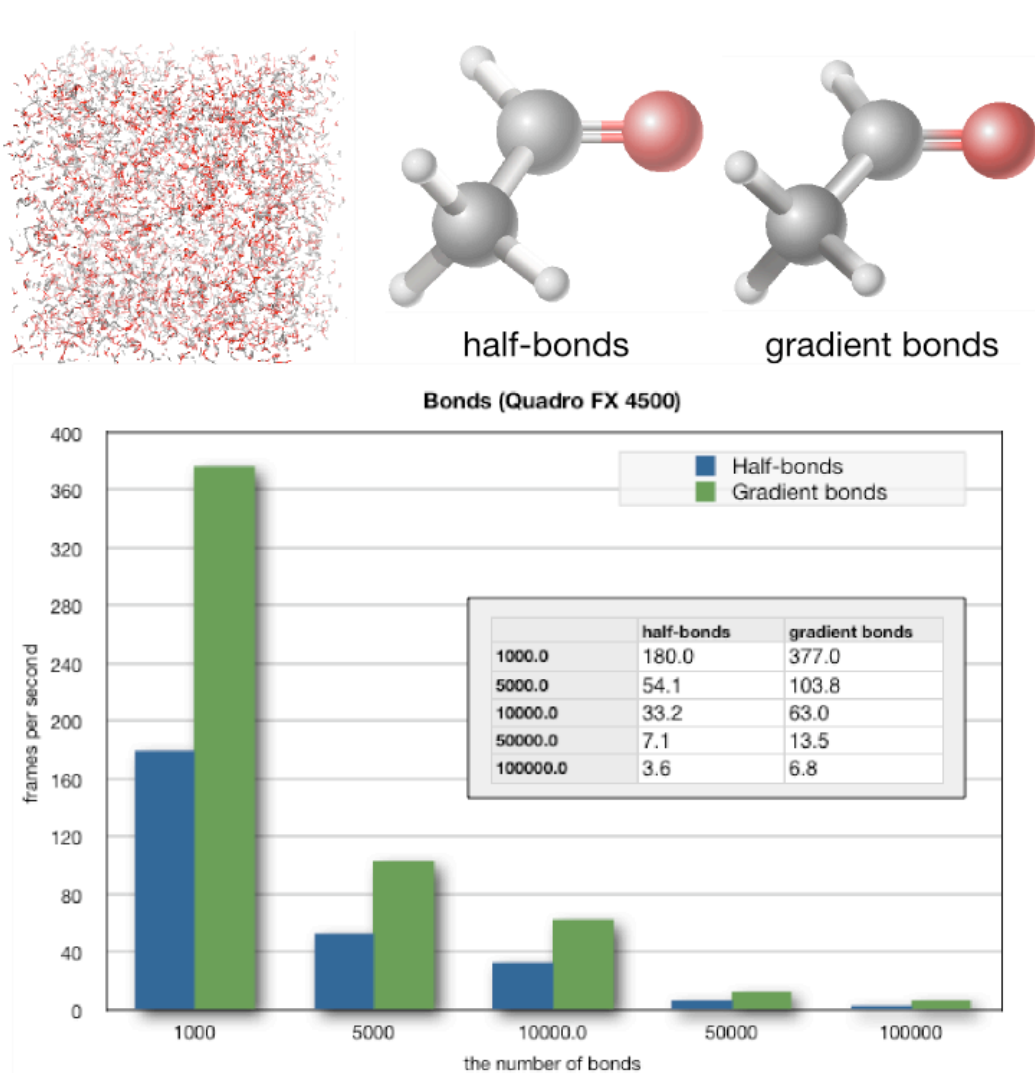 half-bonds
gradient bonds
Bonds (Quadro FX 4500)
400
360
320
280
240
200
160
120
80
40
0
frames per second
Half-bonds
Gradient bonds
half-bonds gradient bonds
1000.0 180.0 377.0
5000.0 54.1 103.8
10000.0 33.2 63.0
50000.0 7.1 13.5
100000.0 3.6 6.8
1000 5000 10000.0 50000 100000
the number of bonds